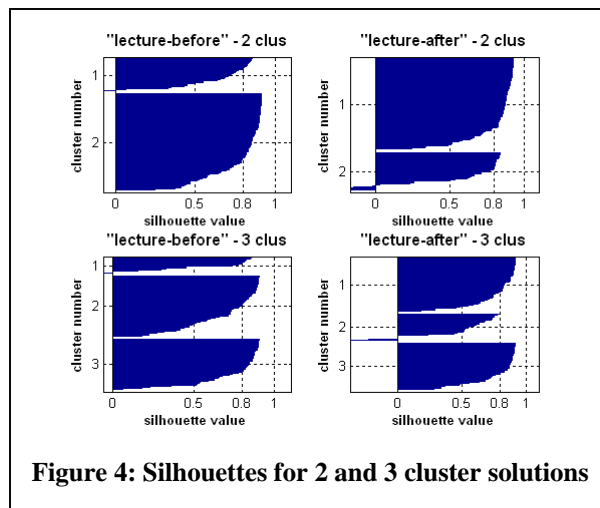 "lecture-before" - 2 clus
cluster number
1
2
0 0.5 0.8 1
silhouette value
"lecture-after" - 2 clus
cluster number
1
2
0 0.5 0.8 1
silhouette value
"lecture-before" - 3 clus
cluster number
1
2
3
0 0.5 0.8 1
silhouette value
"lecture-after" - 3 clus
cluster number
1
2
3
0 0.5 0.8 1
silhouette value
Figure 4: Silhouettes for 2 and 3 cluster solutions